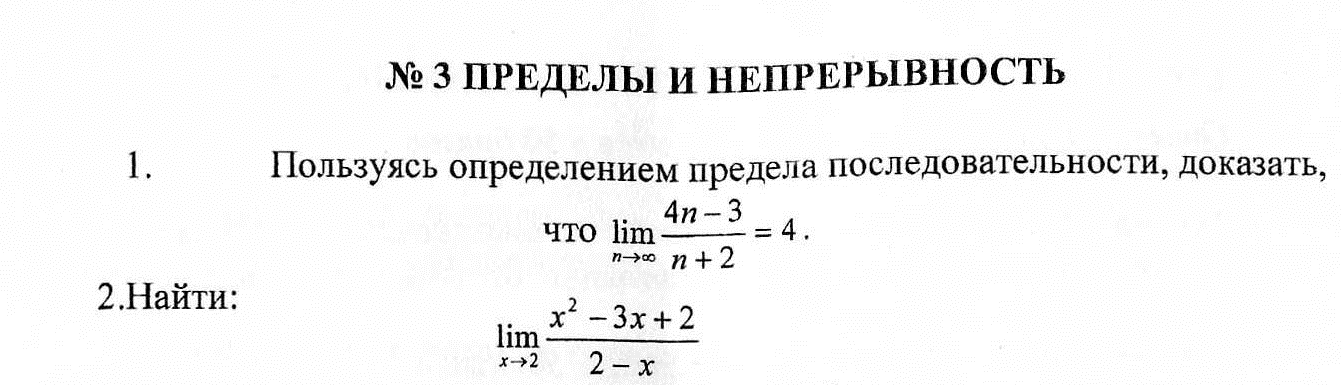 № 3 ПРЕДЕЛЫ И НЕПРЕРЫВНОСТЬ
1. Пользуясь определением предела последовательности, доказать,
что lim_{n→∞} (4n − 3)/(n + 2) = 4 .
2.Найти:
lim_{x→2} (x² − 3x + 2)/(2 − x)